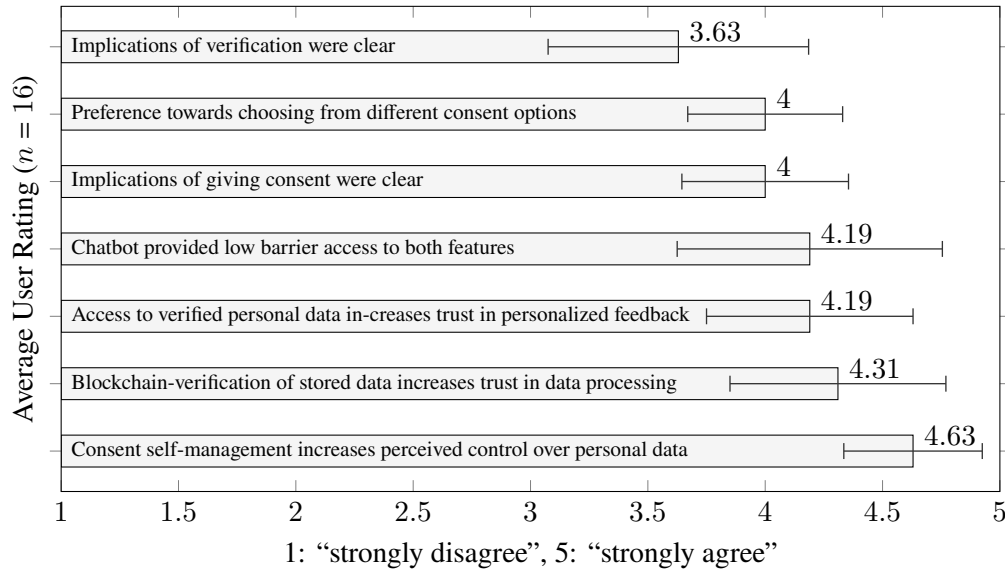 Average User Rating (n = 16)
Implications of verification were clear
3.63
Preference towards choosing from different consent options
4
Implications of giving consent were clear
4
Chatbot provided low barrier access to both features
4.19
Access to verified personal data in-creases trust in personalized feedback
4.19
Blockchain-verification of stored data increases trust in data processing
4.31
Consent self-management increases perceived control over personal data
4.63
1 1.5 2 2.5 3 3.5 4 4.5 5
1: “strongly disagree”, 5: “strongly agree”